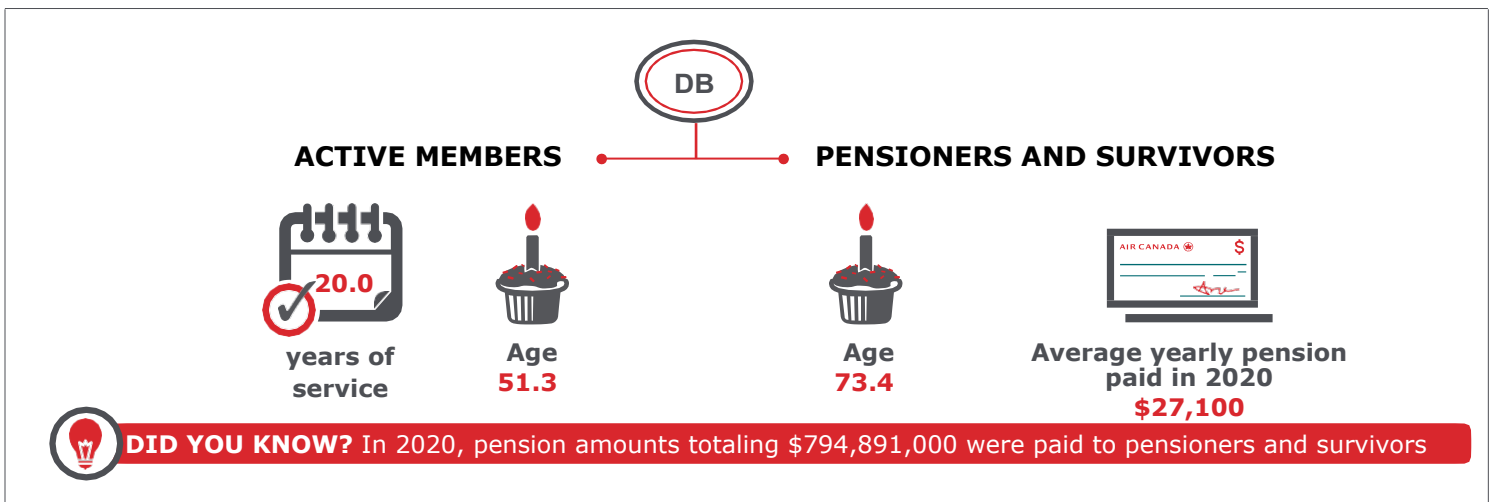 DB
ACTIVE MEMBERS
PENSIONERS AND SURVIVORS
20.0
years of
service
Age
51.3
Age
73.4
AIR CANADA
$
Average yearly pension
paid in 2020
$27,100
DID YOU KNOW? In 2020, pension amounts totaling $794,891,000 were paid to pensioners and survivors